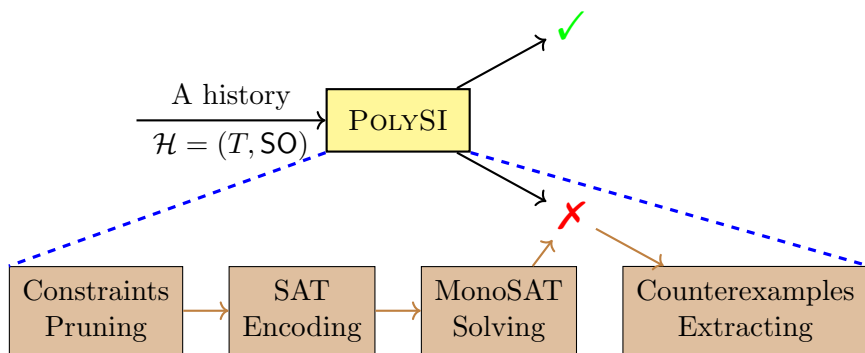 A history
ℋ = (T, SO)
POLYSI
✓
✗
Constraints
Pruning
SAT
Encoding
MonoSAT
Solving
Counterexamples
Extracting